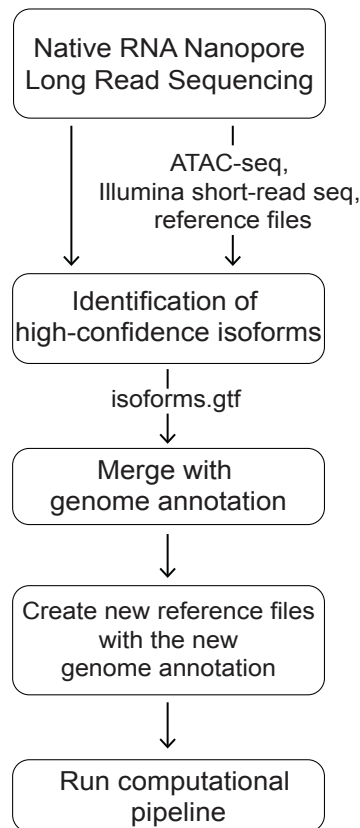 Native RNA Nanopore
Long Read Sequencing
ATAC-seq,
Illumina short-read seq,
reference files
Identification of
high-confidence isoforms
isoforms.gtf
Merge with
genome annotation
Create new reference files
with the new
genome annotation
Run computational
pipeline